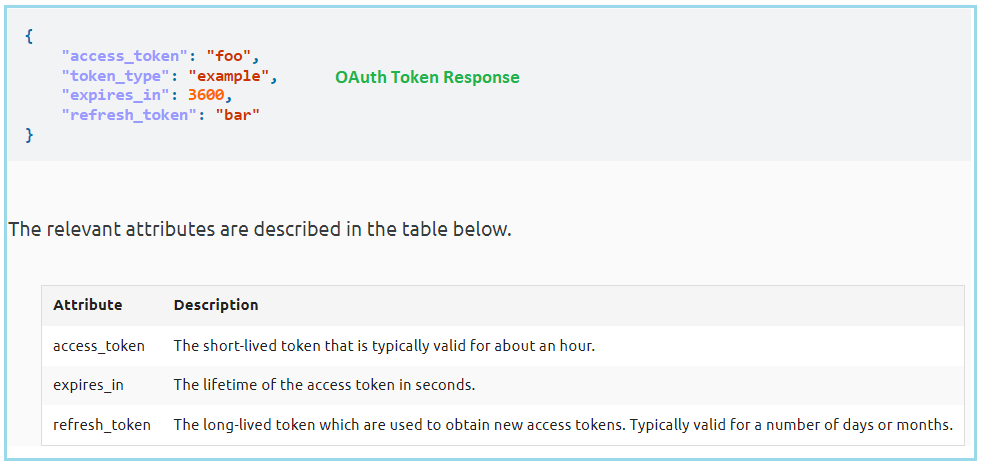 {
"access_token": "foo",
"token_type": "example",
OAuth Token Response
"expires_in": 3600,
"refresh_token": "bar"
}
The relevant attributes are described in the table below.
Attribute Description
access_token The short-lived token that is typically valid for about an hour.
expires_in The lifetime of the access token in seconds.
refresh_token The long-lived token which are used to obtain new access tokens. Typically valid for a number of days or months.